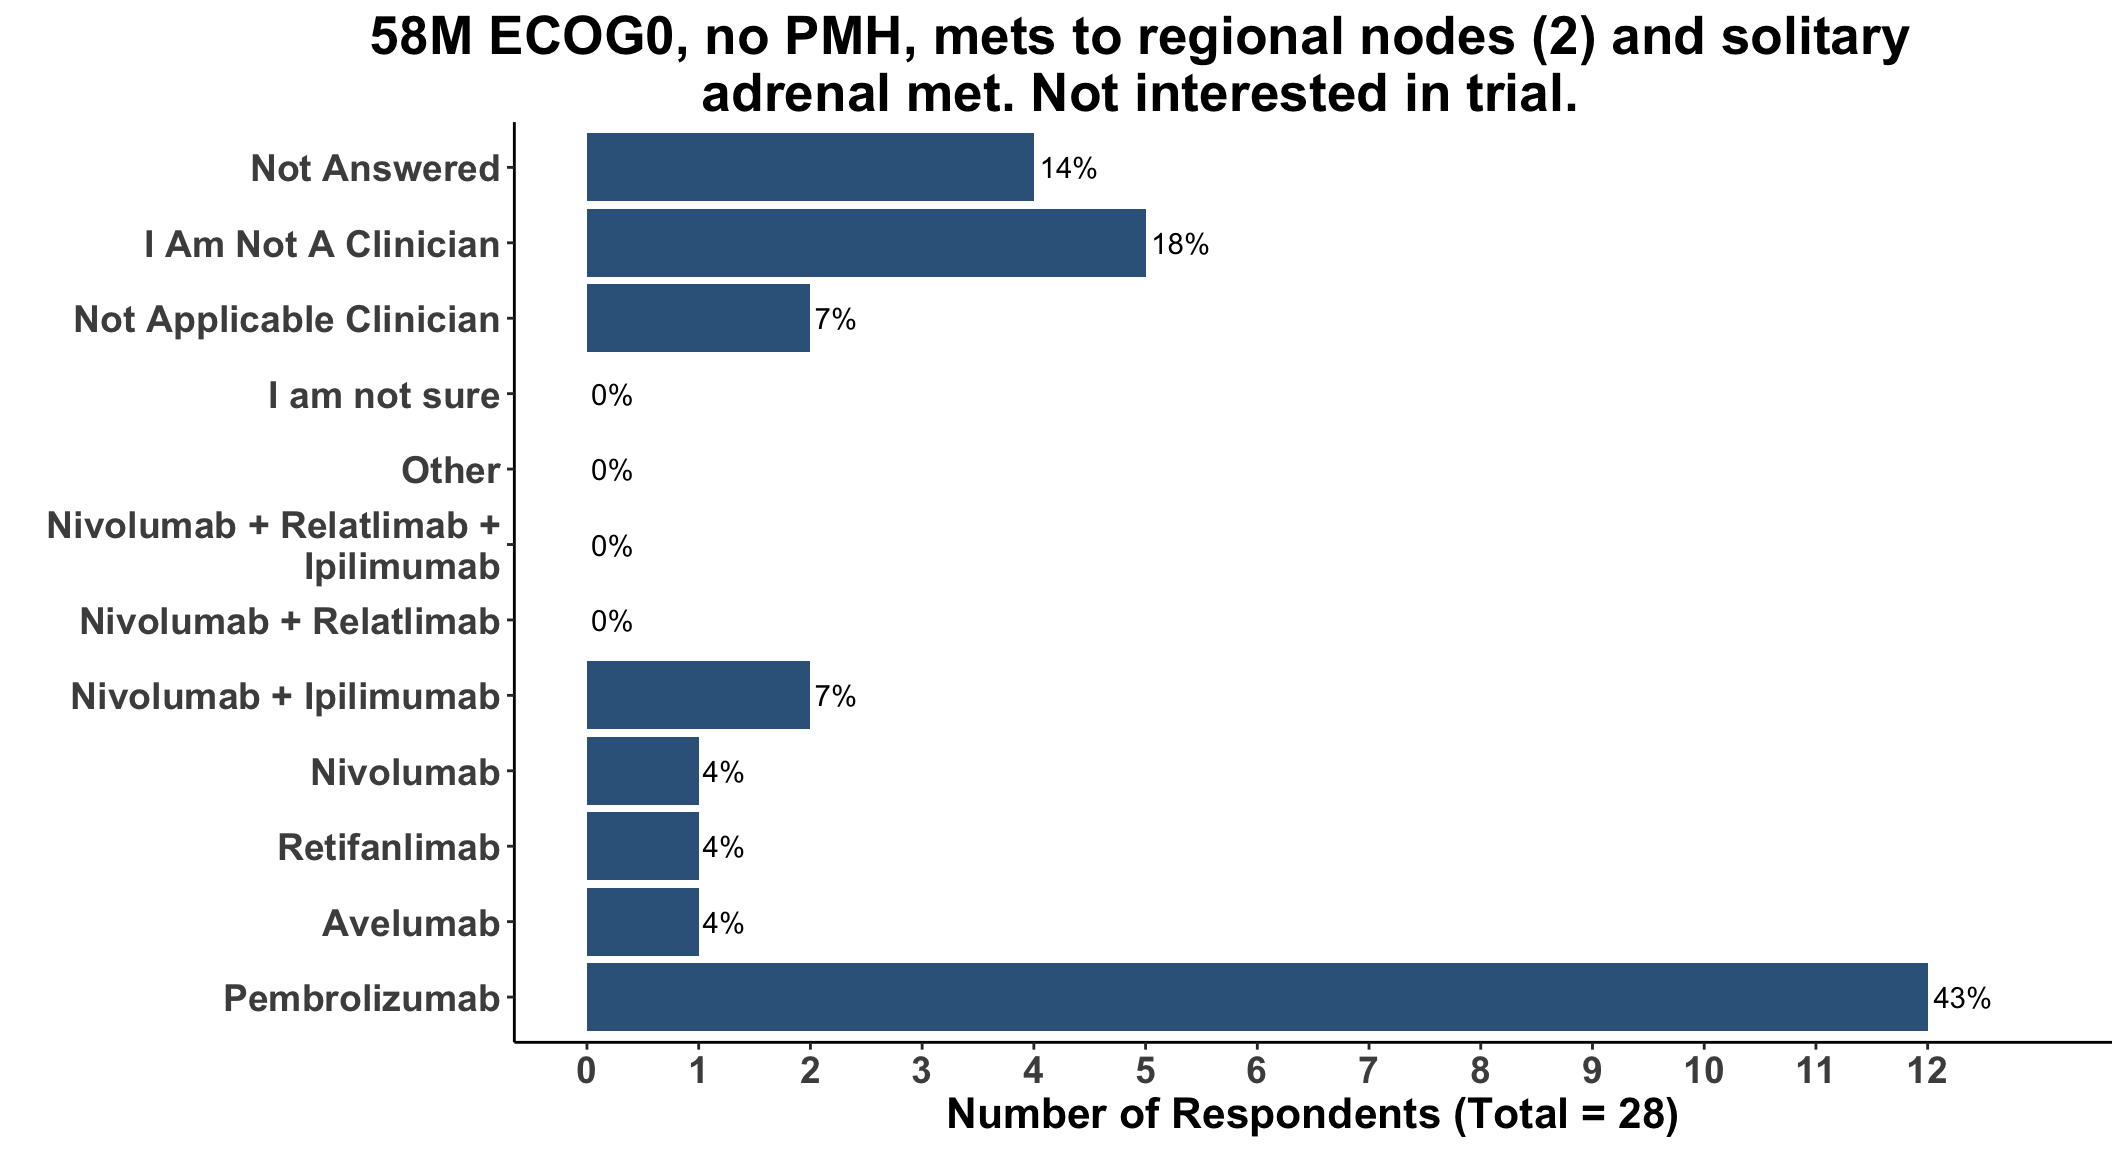 58M ECOG0, no PMH, mets to regional nodes (2) and solitary
adrenal met. Not interested in trial.
Not Answered
14%
I Am Not A Clinician
18%
Not Applicable Clinician
7%
I am not sure
0%
Other
0%
Nivolumab + Relatlimab +
Ipilimumab
0%
Nivolumab + Relatlimab
0%
Nivolumab + Ipilimumab
7%
Nivolumab
4%
Retifanlimab
4%
Avelumab
4%
Pembrolizumab
43%
0 1 2 3 4 5 6 7 8 9 10 11 12
Number of Respondents (Total = 28)